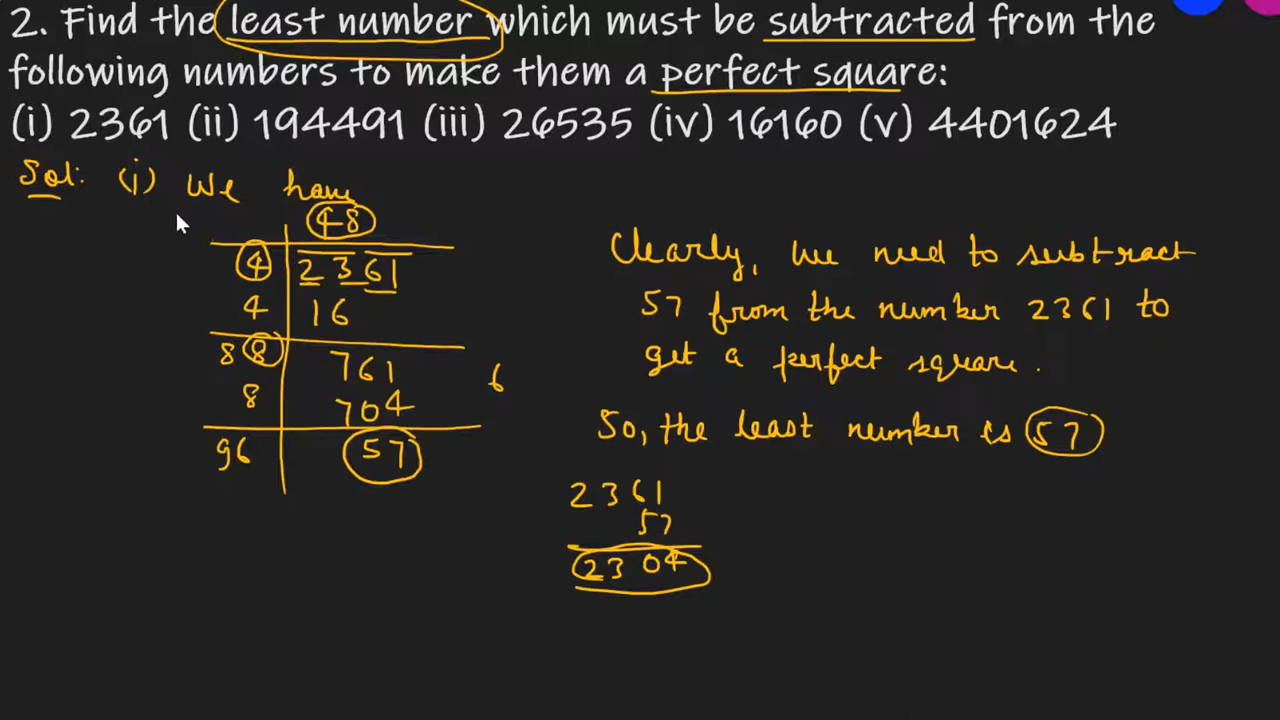 2. Find the least number which must be subtracted from the
following numbers to make them a perfect square:
(i) 2361 (ii) 194491 (iii) 26535 (iv) 16160 (v) 4401624
Sol: (i) We have
48
4 2361
4 16
88 761
8 704
96 57
6
Clearly, we need to subtract
57 from the number 2361 to
get a perfect square.
So, the least number is 57
2361
57
2304